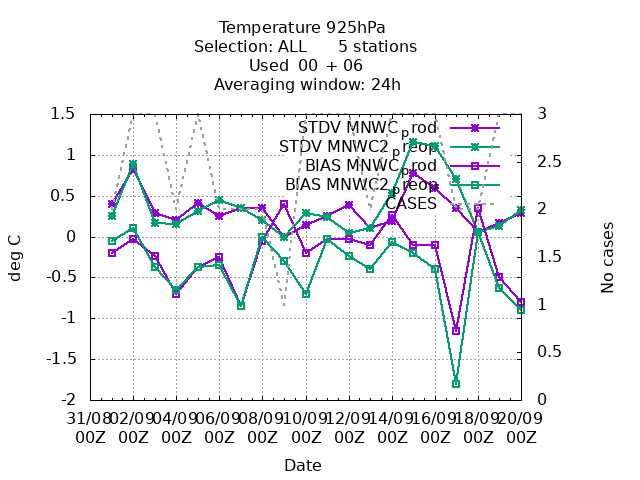 Temperature 925hPa
Selection: ALL 5 stations
Used 00 + 06
Averaging window: 24h
STDV MNWC_prod
STDV MNWC2_preop
BIAS MNWC_prod
BIAS MNWC2_preop
CASES
1.5
1
0.5
0
-0.5
-1
-1.5
-2
3
2.5
2
1.5
1
0.5
0
deg C
No cases
31/08 02/09 04/09 06/09 08/09 10/09 12/09 14/09 16/09 18/09 20/09
00Z 00Z 00Z 00Z 00Z 00Z 00Z 00Z 00Z 00Z 00Z
Date